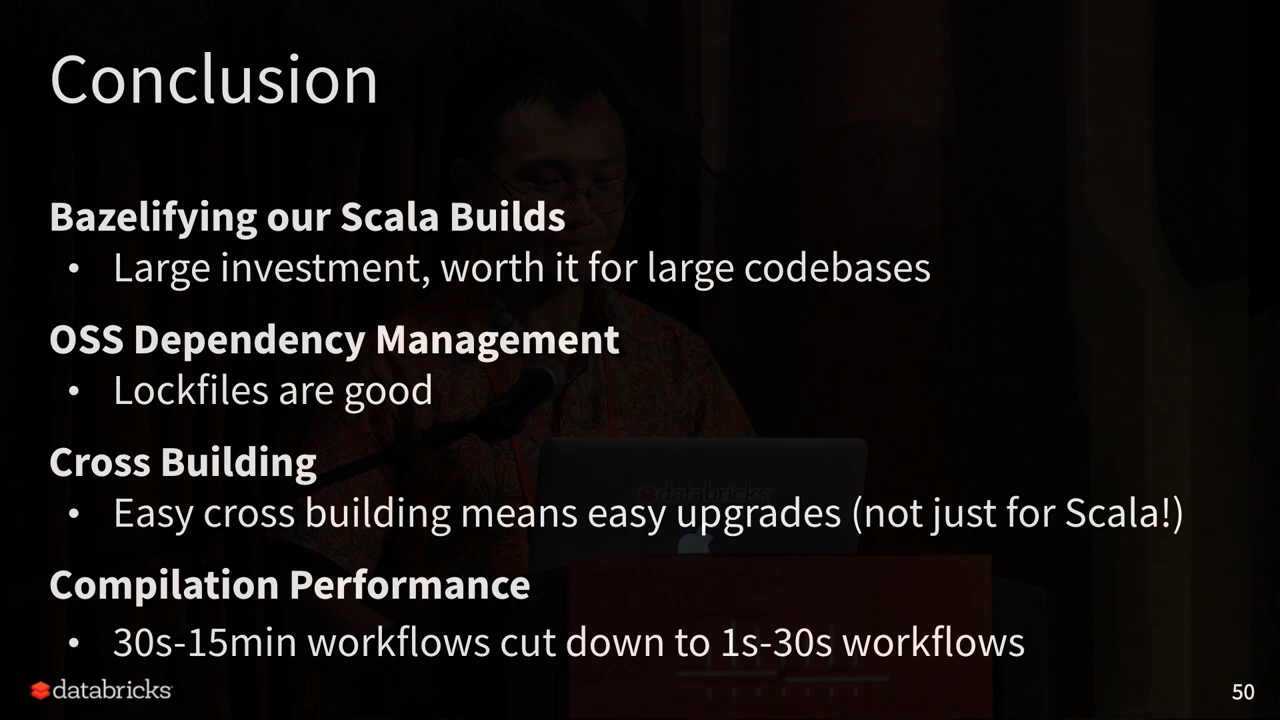 Conclusion
Bazelifying our Scala Builds
• Large investment, worth it for large codebases
OSS Dependency Management
• Lockfiles are good
Cross Building
databricks
• Easy cross building means easy upgrades (not just for Scala!)
Compilation Performance
• 30s-15min workflows cut down to 1s-30s workflows
databricks
50